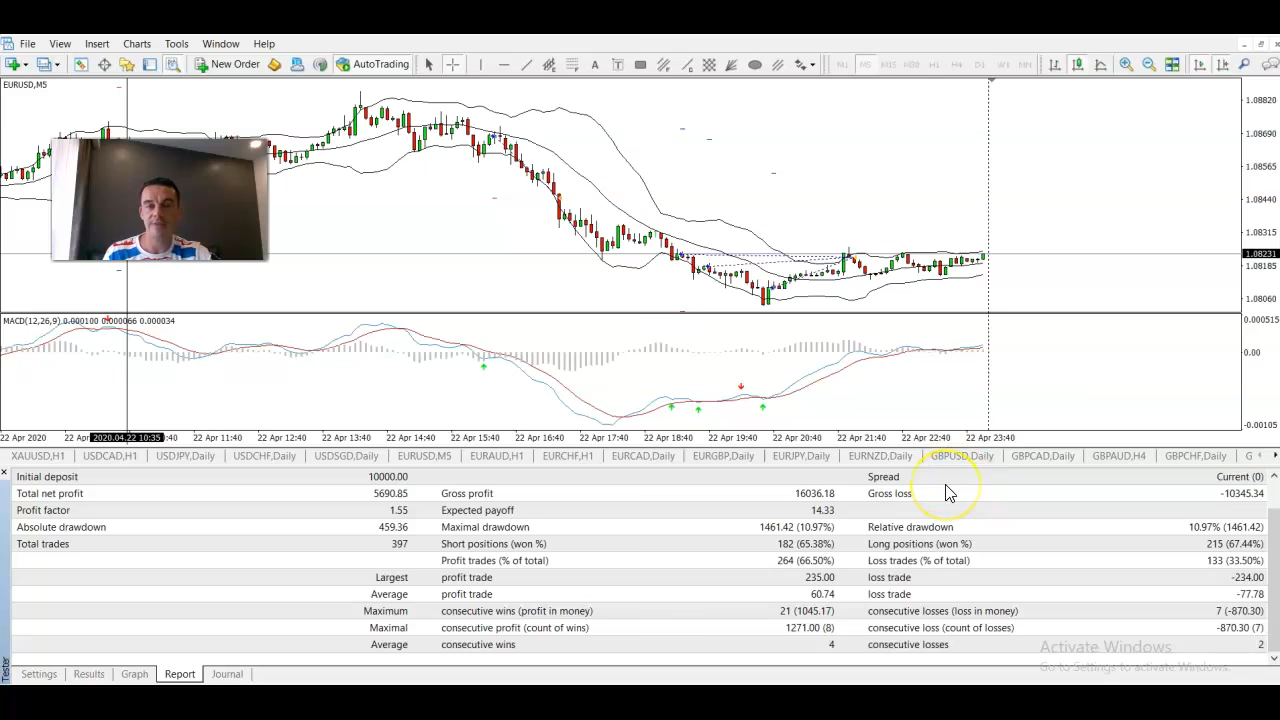 File View Insert Charts Tools Window Help
New Order AutoTrading A T M1 M5 M30 H1 H4 D1 W1 MN
EURUSD,M5
1.08820
1.08690
1.08565
1.08440
1.08315
1.08231
1.08185
1.08060
MACD(12,26,9) 0.000100 0.000066 0.000034
0.000515
0.00
-0.00105
22 Apr 2020 22 Apr 2020.04.22 10:35 :40 22 Apr 11:40 22 Apr 12:40 22 Apr 13:40 22 Apr 14:40 22 Apr 15:40 22 Apr 16:40 22 Apr 17:40 22 Apr 18:40 22 Apr 19:40 22 Apr 20:40 22 Apr 21:40 22 Apr 22:40 22 Apr 23:40
XAUUSD,H1 USDCAD,H1 USDJPY,Daily USDCHF,Daily USDSGD,Daily EURUSD,M5 EURAUD,H1 EURCHF,H1 EURCAD,Daily EURGBP,Daily EURJPY,Daily EURNZD,Daily GBPUSD,Daily GBPCAD,Daily GBPAUD,H4 GBPCHF,Daily G
Initial deposit 10000.00 Spread Current (0)
Total net profit 5690.85 Gross profit 16036.18 Gross loss -10345.34
Profit factor 1.55 Expected payoff 14.33
Absolute drawdown 459.36 Maximal drawdown 1461.42 (10.97%) Relative drawdown 10.97% (1461.42)
Total trades 397 Short positions (won %) 182 (65.38%) Long positions (won %) 215 (67.44%)
Profit trades (% of total) 264 (66.50%) Loss trades (% of total) 133 (33.50%)
Largest profit trade 235.00 loss trade -234.00
Average profit trade 60.74 loss trade -77.78
Maximum consecutive wins (profit in money) 21 (1045.17) consecutive losses (loss in money) 7 (-870.30)
Maximal consecutive profit (count of wins) 1271.00 (8) consecutive loss (count of losses) -870.30 (7)
Average consecutive wins 4 consecutive losses 2
Activate Windows
Go to Settings to activate Windows.
Tester
Settings Results Graph Report Journal